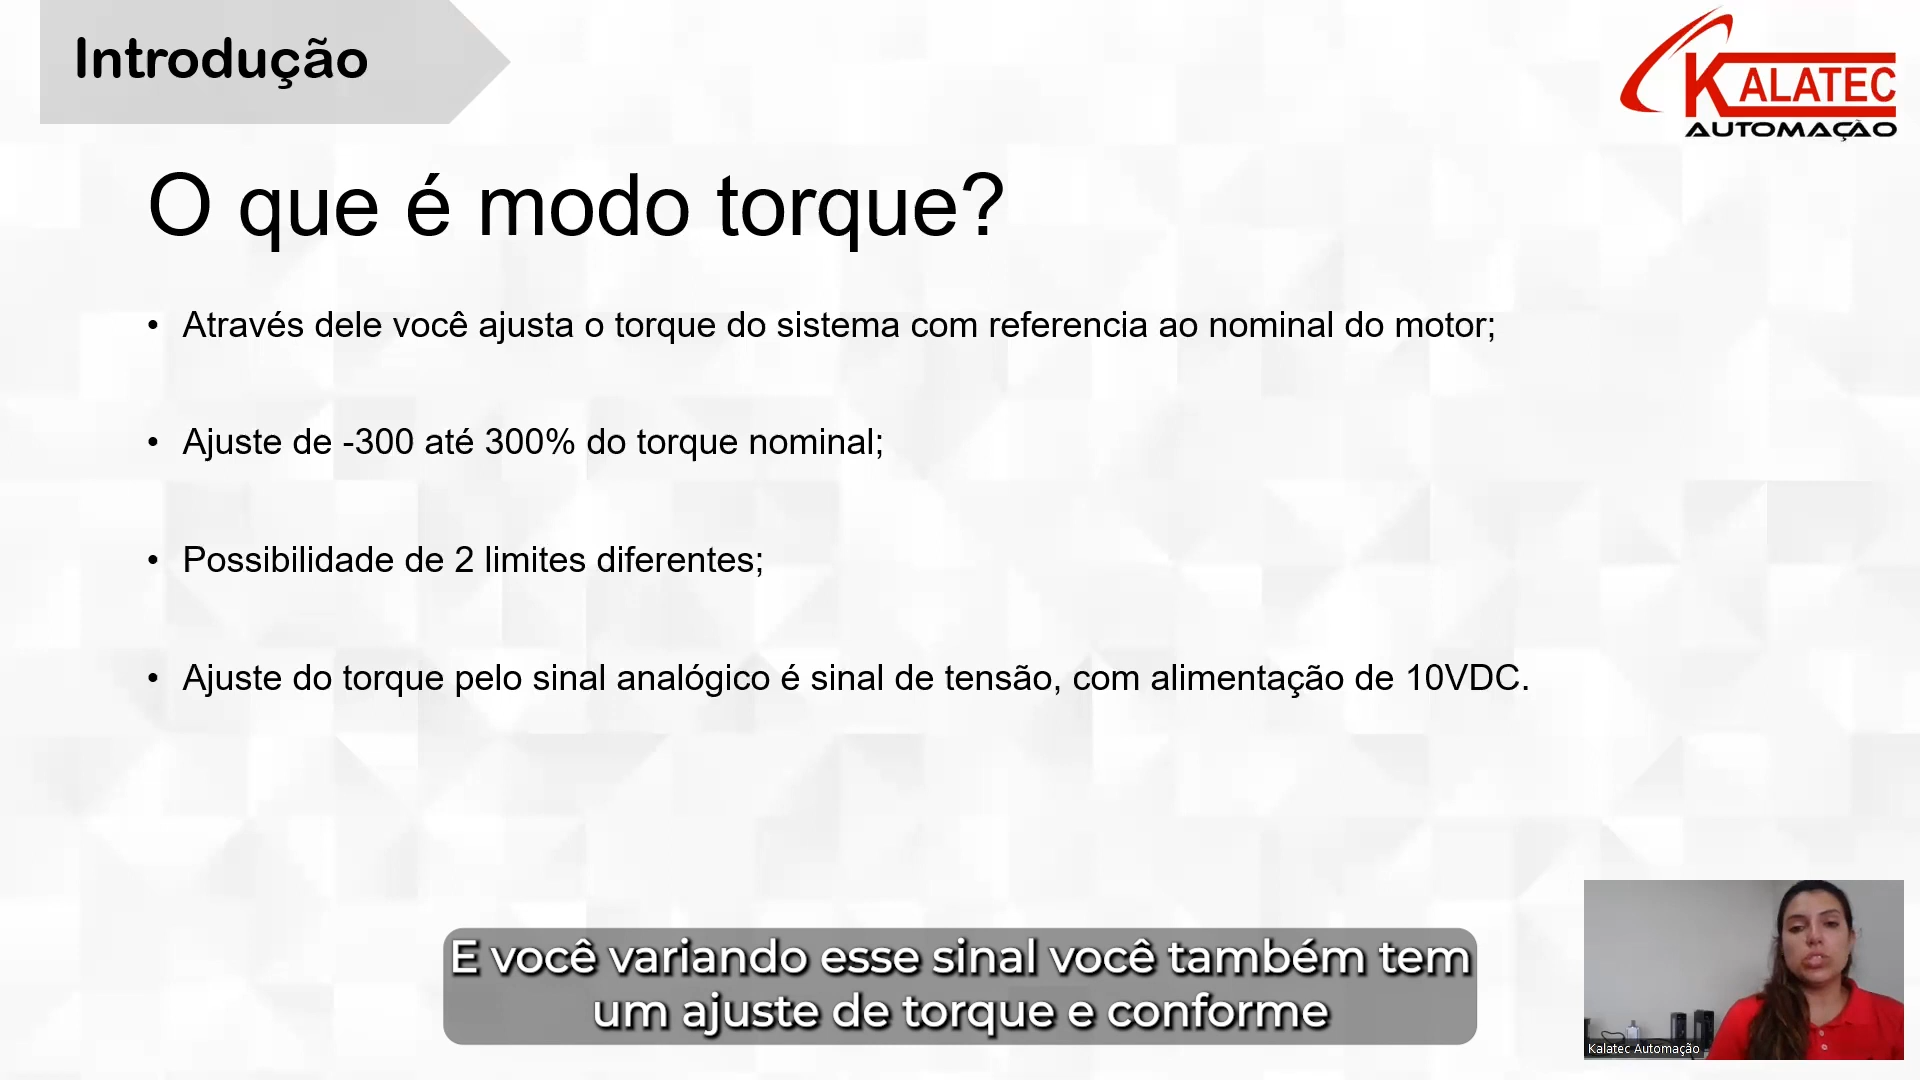 Introdução
KALATEC
AUTOMAÇÃO
O que é modo torque?
• Através dele você ajusta o torque do sistema com referencia ao nominal do motor;
• Ajuste de -300 até 300% do torque nominal;
• Possibilidade de 2 limites diferentes;
• Ajuste do torque pelo sinal analógico é sinal de tensão, com alimentação de 10VDC.
E você variando esse sinal você também tem
um ajuste de torque e conforme
Kalatec Automação